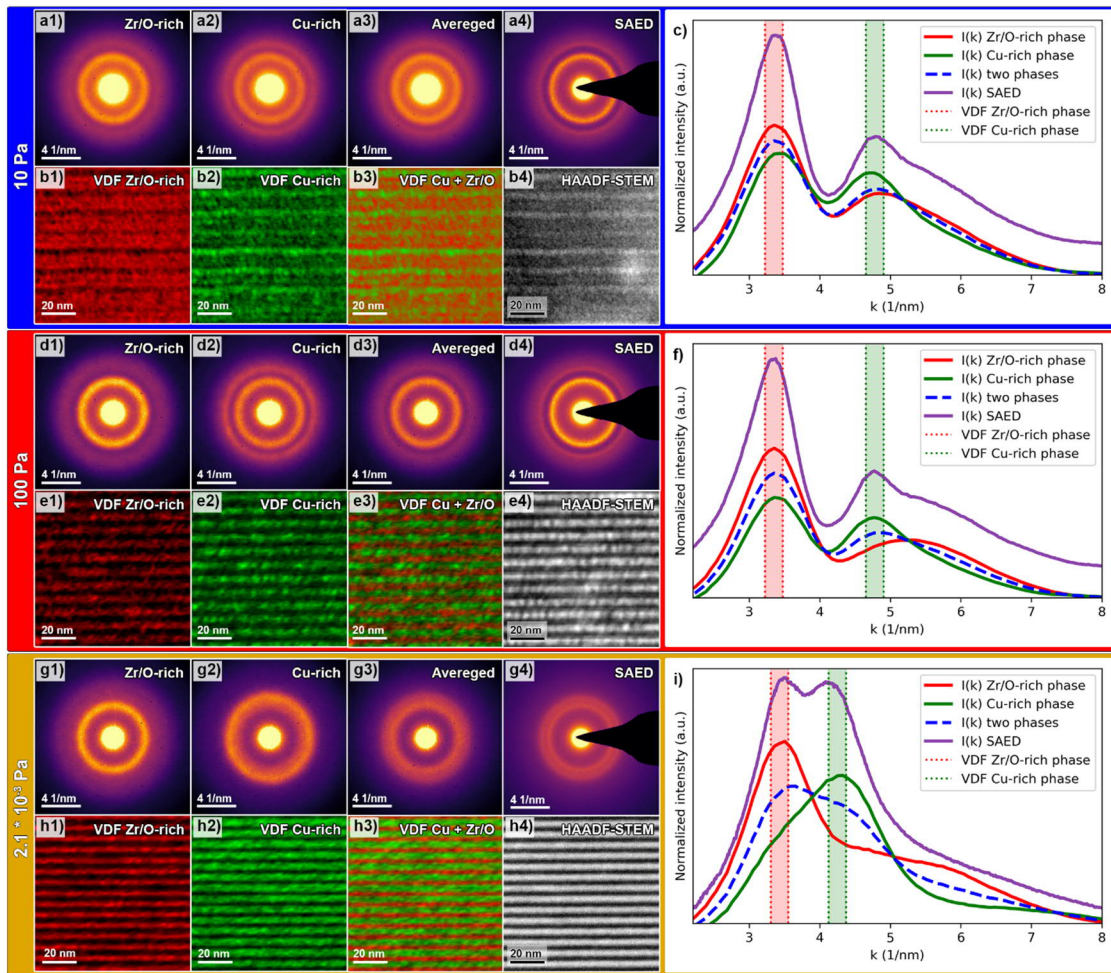 10 Pa
a1) Zr/O-rich
4 1/nm
a2) Cu-rich
4 1/nm
a3) Avereged
4 1/nm
a4) SAED
4 1/nm
b1) VDF Zr/O-rich
20 nm
b2) VDF Cu-rich
20 nm
b3) VDF Cu + Zr/O
20 nm
b4) HAADF-STEM
20 nm
c)
Normalized intensity (a.u.)
I(k) Zr/O-rich phase
I(k) Cu-rich phase
I(k) two phases
I(k) SAED
VDF Zr/O-rich phase
VDF Cu-rich phase
3 4 5 6 7 8
k (1/nm)
100 Pa
d1) Zr/O-rich
4 1/nm
d2) Cu-rich
4 1/nm
d3) Avereged
4 1/nm
d4) SAED
4 1/nm
e1) VDF Zr/O-rich
20 nm
e2) VDF Cu-rich
20 nm
e3) VDF Cu + Zr/O
20 nm
e4) HAADF-STEM
20 nm
f)
Normalized intensity (a.u.)
I(k) Zr/O-rich phase
I(k) Cu-rich phase
I(k) two phases
I(k) SAED
VDF Zr/O-rich phase
VDF Cu-rich phase
3 4 5 6 7 8
k (1/nm)
2.1 * 10⁻³ Pa
g1) Zr/O-rich
4 1/nm
g2) Cu-rich
4 1/nm
g3) Avereged
4 1/nm
g4) SAED
4 1/nm
h1) VDF Zr/O-rich
20 nm
h2) VDF Cu-rich
20 nm
h3) VDF Cu + Zr/O
20 nm
h4) HAADF-STEM
20 nm
i)
Normalized intensity (a.u.)
I(k) Zr/O-rich phase
I(k) Cu-rich phase
I(k) two phases
I(k) SAED
VDF Zr/O-rich phase
VDF Cu-rich phase
3 4 5 6 7 8
k (1/nm)